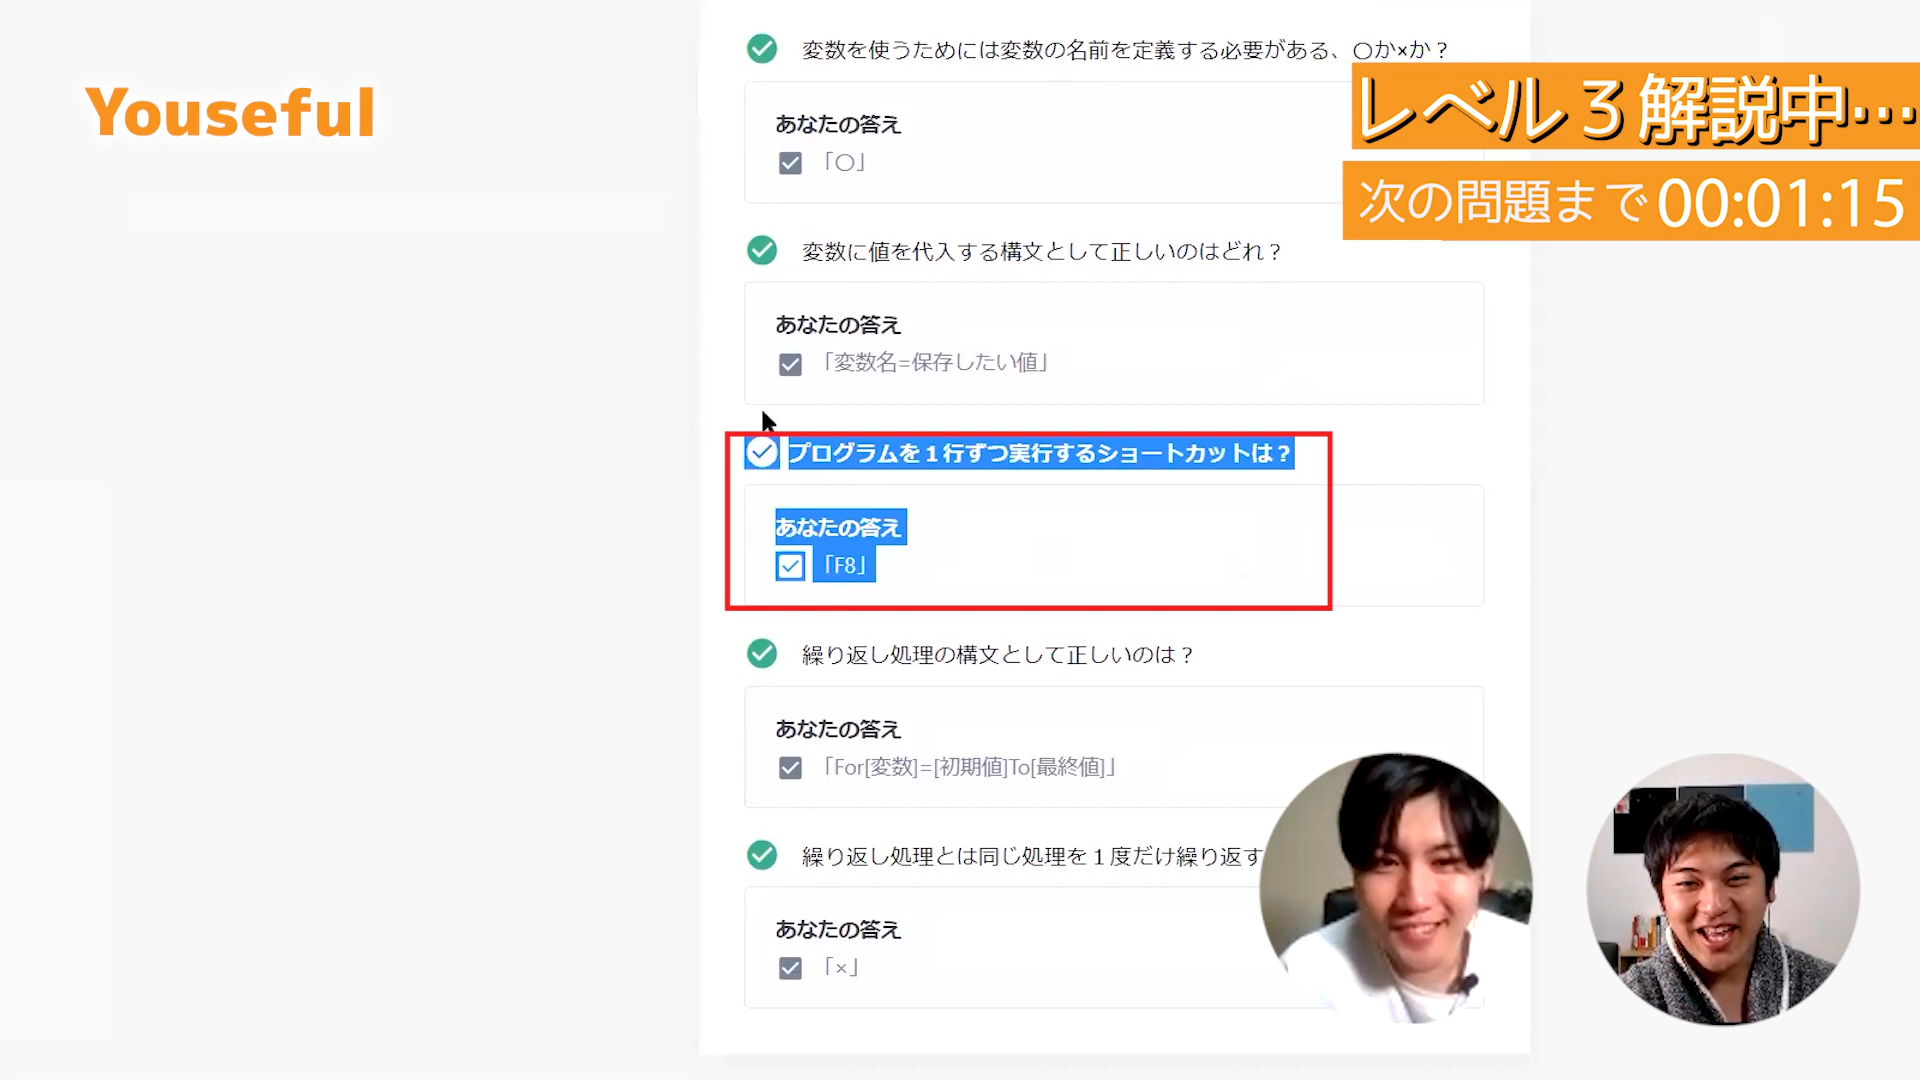 Youseful
変数を使うためには変数の名前を定義する必要がある、〇か×か？
レベル３解説中…
次の問題まで00:01:15
あなたの答え
「〇」
変数に値を代入する構文として正しいのはどれ？
あなたの答え
「変数名=保存したい値」
プログラムを１行ずつ実行するショートカットは？
あなたの答え
「F8」
繰り返し処理の構文として正しいのは？
あなたの答え
「For[変数]=[初期値]To[最終値]」
繰り返し処理とは同じ処理を１度だけ繰り返す
あなたの答え
「×」